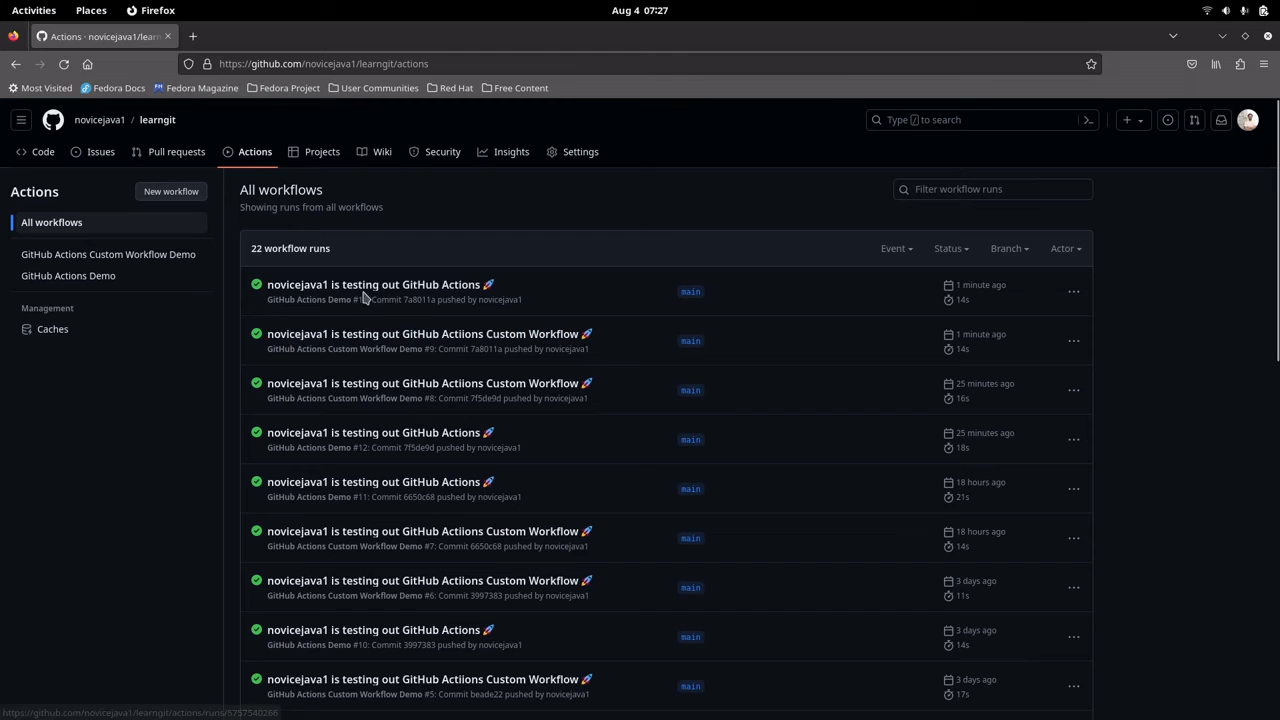 Activities Places Firefox Aug 4 07:27
Actions · novicejava1/lear
https://github.com/novicejava1/learngit/actions
Most Visited Fedora Docs Fedora Magazine Fedora Project User Communities Red Hat Free Content
novicejava1 / learngit Type / to search
Code Issues Pull requests Actions Projects Wiki Security Insights Settings
Actions New workflow
All workflows
GitHub Actions Custom Workflow Demo
GitHub Actions Demo
Management
Caches
All workflows
Showing runs from all workflows
Filter workflow runs
22 workflow runs Event Status Branch Actor
novicejava1 is testing out GitHub Actions 🚀
GitHub Actions Demo Commit 7a8011a pushed by novicejava1
main
1 minute ago
14s
novicejava1 is testing out GitHub Actiions Custom Workflow 🚀
GitHub Actions Custom Workflow Demo #9: Commit 7a8011a pushed by novicejava1
main
1 minute ago
14s
novicejava1 is testing out GitHub Actiions Custom Workflow 🚀
GitHub Actions Custom Workflow Demo #8: Commit 7f5de9d pushed by novicejava1
main
25 minutes ago
16s
novicejava1 is testing out GitHub Actions 🚀
GitHub Actions Demo #12: Commit 7f5de9d pushed by novicejava1
main
25 minutes ago
18s
novicejava1 is testing out GitHub Actions 🚀
GitHub Actions Demo #11: Commit 6650c68 pushed by novicejava1
main
18 hours ago
21s
novicejava1 is testing out GitHub Actiions Custom Workflow 🚀
GitHub Actions Custom Workflow Demo #7: Commit 6650c68 pushed by novicejava1
main
18 hours ago
14s
novicejava1 is testing out GitHub Actiions Custom Workflow 🚀
GitHub Actions Custom Workflow Demo #6: Commit 3997383 pushed by novicejava1
main
3 days ago
11s
novicejava1 is testing out GitHub Actions 🚀
GitHub Actions Demo #10: Commit 3997383 pushed by novicejava1
main
3 days ago
14s
novicejava1 is testing out GitHub Actiions Custom Workflow 🚀
GitHub Actions Custom Workflow Demo #5: Commit beade22 pushed by novicejava1
main
3 days ago
17s
https://github.com/novicejava1/learngit/actions/runs/5757540266